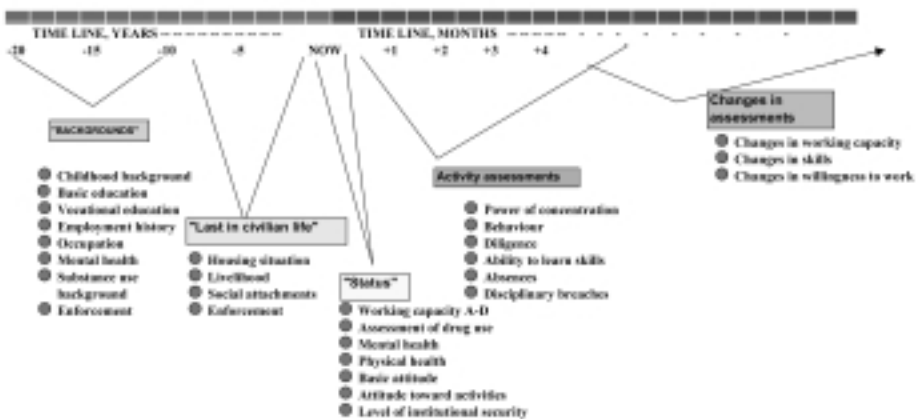 TIME LINE, YEARS
TIME LINE, MONTHS
-20
-15
-10
-5
NOW
+1
+2
+3
+4
"BACKGROUNDS"
Childhood background
Basic education
Vocational education
Employment history
Occupation
Mental health
Substance use
background
Enforcement
"Last in civilian life"
Housing situation
Livelihood
Social attachments
Enforcement
"Status"
Working capacity A-D
Assessment of drug use
Mental health
Physical health
Basic attitude
Attitude toward activities
Level of institutional security
Activity assessments
Power of concentration
Behaviour
Diligence
Ability to learn skills
Absences
Disciplinary breaches
Changes in
assessments
Changes in working capacity
Changes in skills
Changes in willingness to work